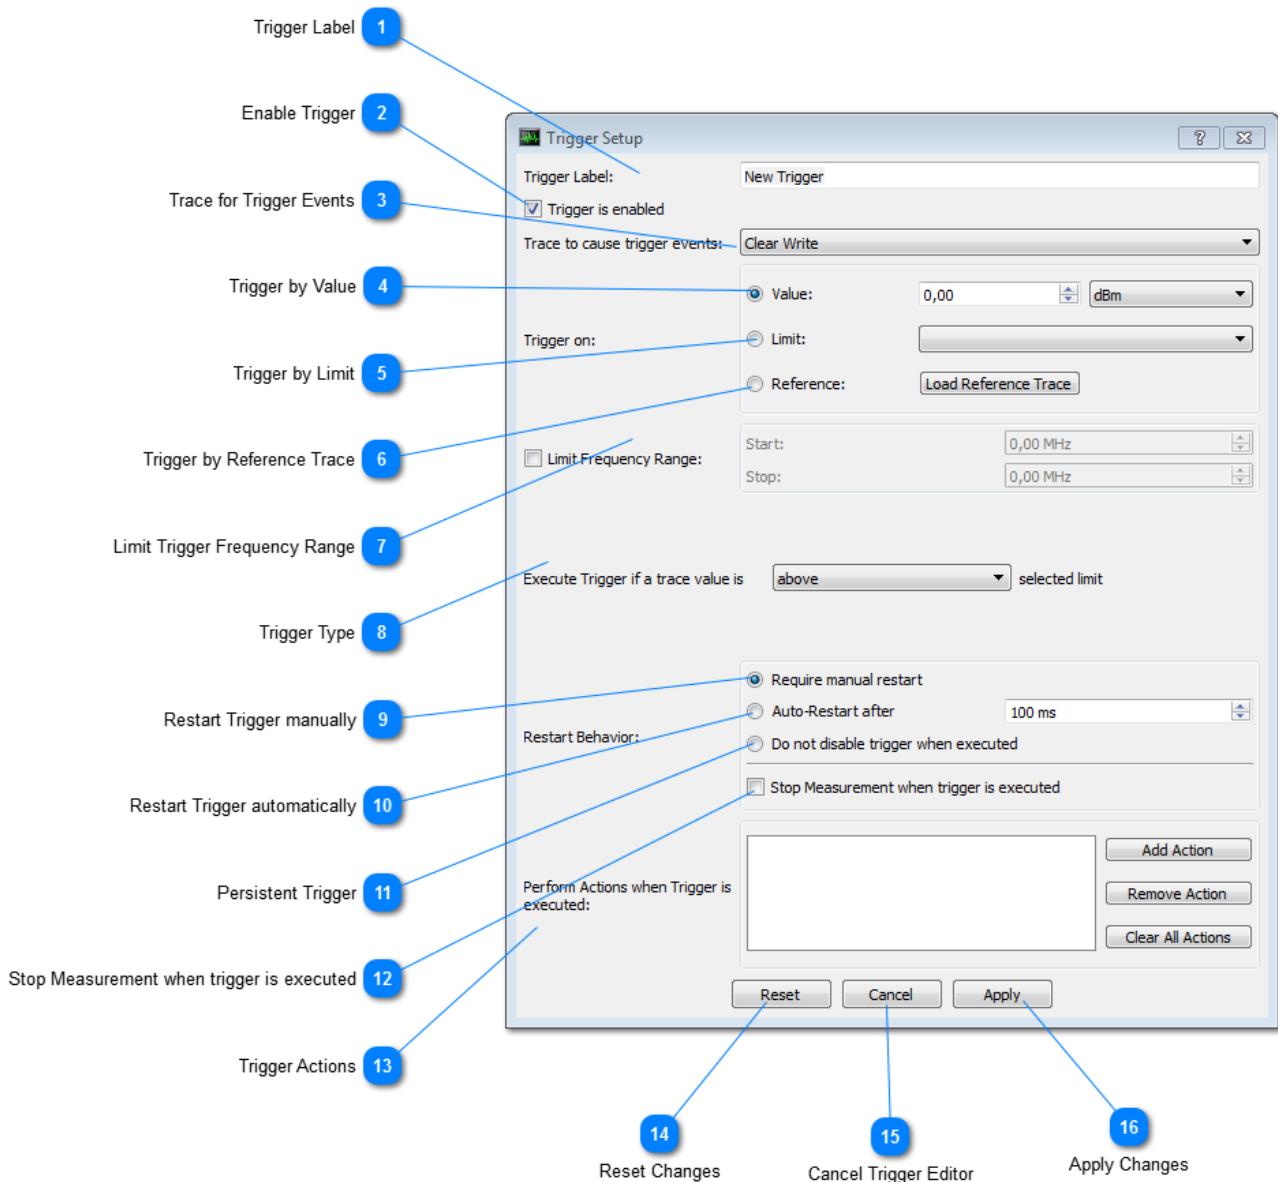 Trigger Label 1
Enable Trigger 2
Trigger Setup
Trigger Label: New Trigger
Trace for Trigger Events 3
Trigger is enabled
Trace to cause trigger events: Clear Write
Trigger by Value 4
Value: 0,00 dBm
Trigger on: Limit:
Trigger by Limit 5
Reference: Load Reference Trace
Trigger by Reference Trace 6
Limit Frequency Range: Start: 0,00 MHz
Stop: 0,00 MHz
Limit Trigger Frequency Range 7
Execute Trigger if a trace value is above selected limit
Trigger Type 8
Require manual restart
Restart Trigger manually 9
Auto-Restart after 100 ms
Restart Behavior: Do not disable trigger when executed
Stop Measurement when trigger is executed
Restart Trigger automatically 10
Add Action
Persistent Trigger 11
Perform Actions when Trigger is
executed:
Remove Action
Clear All Actions
Stop Measurement when trigger is executed 12
Reset Cancel Apply
Trigger Actions 13
14
15
16
Reset Changes
Cancel Trigger Editor
Apply Changes